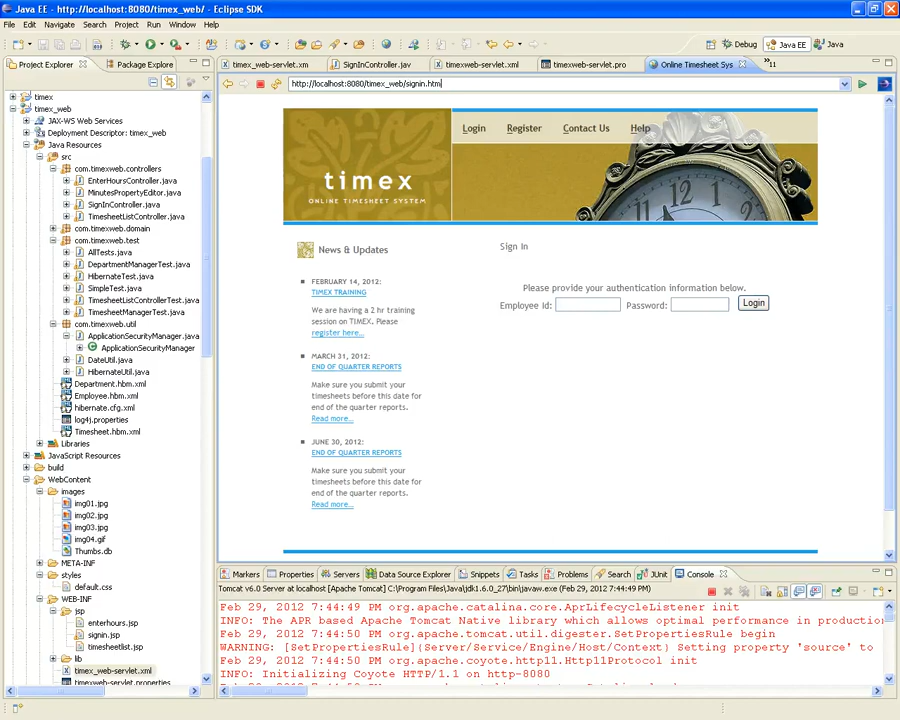 Java EE - http://localhost:8080/timex_web/ - Eclipse SDK
File Edit Navigate Search Project Run Window Help
Debug Java EE Java
Project Explorer Package Explore
timex_web-servlet.xm SignInController.jav timexweb-servlet.xml timexweb-servlet.pro Online Timesheet Sys »11
http://localhost:8080/timex_web/signin.html
timex
timex_web
JAX-WS Web Services
Deployment Descriptor: timex_web
Java Resources
src
com.timexweb.controllers
EnterHoursController.java
MinutesPropertyEditor.java
SignInController.java
TimesheetListController.java
com.timexweb.domain
com.timexweb.test
AllTests.java
DepartmentManagerTest.java
HibernateTest.java
SimpleTest.java
TimesheetListControllerTest.java
TimesheetManagerTest.java
com.timexweb.util
ApplicationSecurityManager.java
ApplicationSecurityManager
DateUtil.java
HibernateUtil.java
Department.hbm.xml
Employee.hbm.xml
hibernate.cfg.xml
log4j.properties
Timesheet.hbm.xml
Libraries
JavaScript Resources
build
WebContent
images
img01.jpg
img02.jpg
img03.jpg
img04.gif
Thumbs.db
META-INF
styles
default.css
WEB-INF
jsp
enterhours.jsp
signin.jsp
timesheetlist.jsp
lib
timex_web-servlet.xml
timexweb-servlet.properties
Login Register Contact Us Help
timex
ONLINE TIMESHEET SYSTEM
News & Updates
FEBRUARY 14, 2012:
TIMEX TRAINING
We are having a 2 hr training
session on TIMEX. Please
register here...
MARCH 31, 2012:
END OF QUARTER REPORTS
Make sure you submit your
timesheets before this date for
end of the quarter reports.
Read more...
JUNE 30, 2012:
END OF QUARTER REPORTS
Make sure you submit your
timesheets before this date for
end of the quarter reports.
Read more...
Sign In
Please provide your authentication information below.
Employee Id: Password: Login
11 12 1 2
Markers Properties Servers Data Source Explorer Snippets Tasks Problems Search JUnit Console
Tomcat v6.0 Server at localhost [Apache Tomcat] C:\Program Files\Java\jdk1.6.0_27\bin\javaw.exe (Feb 29, 2012 7:44:49 PM)
Feb 29, 2012 7:44:49 PM org.apache.catalina.core.AprLifecycleListener init
INFO: The APR based Apache Tomcat Native library which allows optimal performance in production
Feb 29, 2012 7:44:50 PM org.apache.tomcat.util.digester.SetPropertiesRule begin
WARNING: [SetPropertiesRule]{Server/Service/Engine/Host/Context} Setting property 'source' to
Feb 29, 2012 7:44:50 PM org.apache.coyote.http11.Http11Protocol init
INFO: Initializing Coyote HTTP/1.1 on http-8080